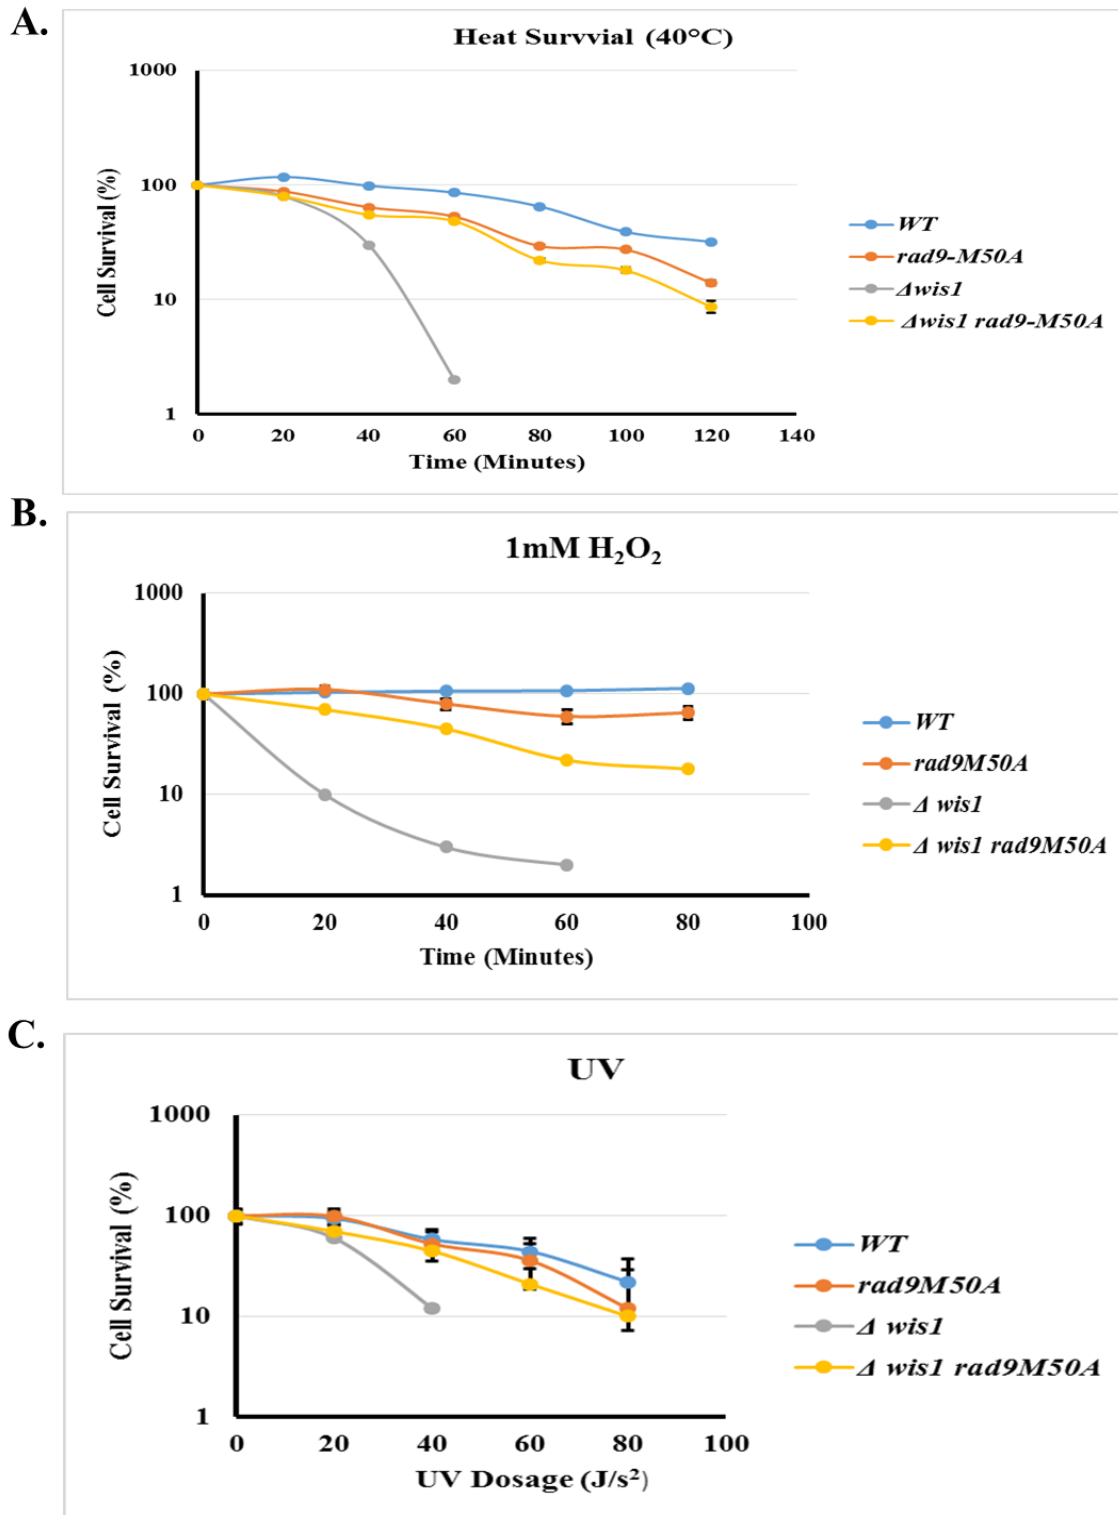 A.
Heat Survvial (40°C)
1000
100
10
1
0 20 40 60 80 100 120 140
Cell Survival (%)
Time (Minutes)
WT
rad9-M50A
Δwis1
Δwis1 rad9-M50A
B.
1mM H₂O₂
1000
100
10
1
0 20 40 60 80 100
Cell Survival (%)
Time (Minutes)
WT
rad9M50A
Δ wis1
Δ wis1 rad9M50A
C.
UV
1000
100
10
1
0 20 40 60 80 100
Cell Survival (%)
UV Dosage (J/s²)
WT
rad9M50A
Δ wis1
Δ wis1 rad9M50A